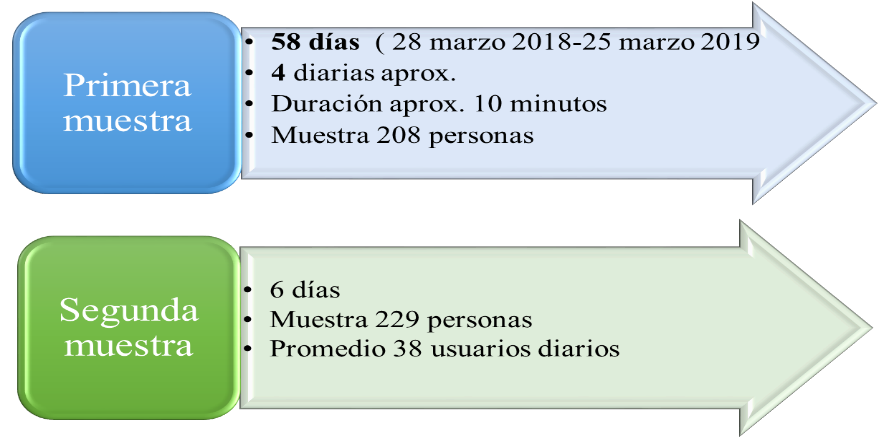 Primera
muestra
• 58 días  ( 28 marzo 2018-25 marzo 2019
• 4 diarias aprox.
• Duración aprox. 10 minutos
• Muestra 208 personas
Segunda
muestra
• 6 días
• Muestra 229 personas
• Promedio 38 usuarios diarios